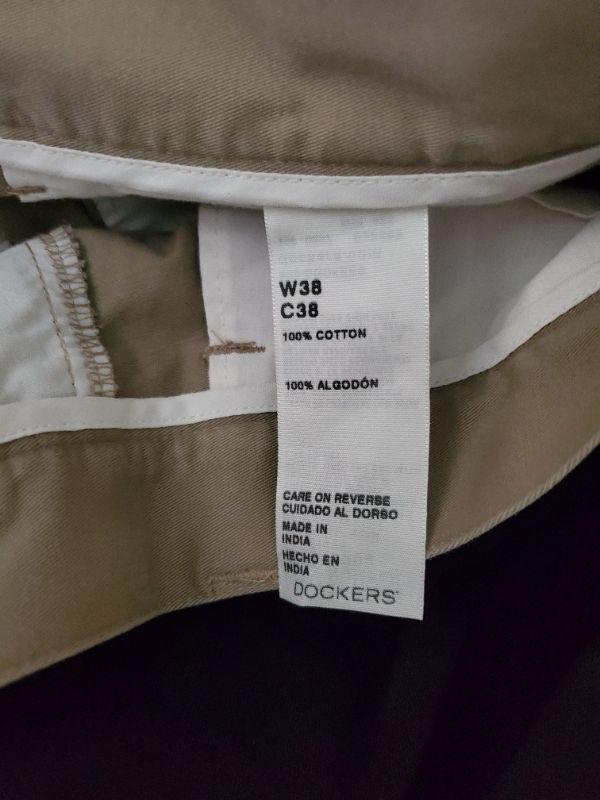 W38
C38
100% COTTON
100% ALGODÓN
CARE ON REVERSE
CUIDADO AL DORSO
MADE IN
INDIA
HECHO EN
INDIA
DOCKERS